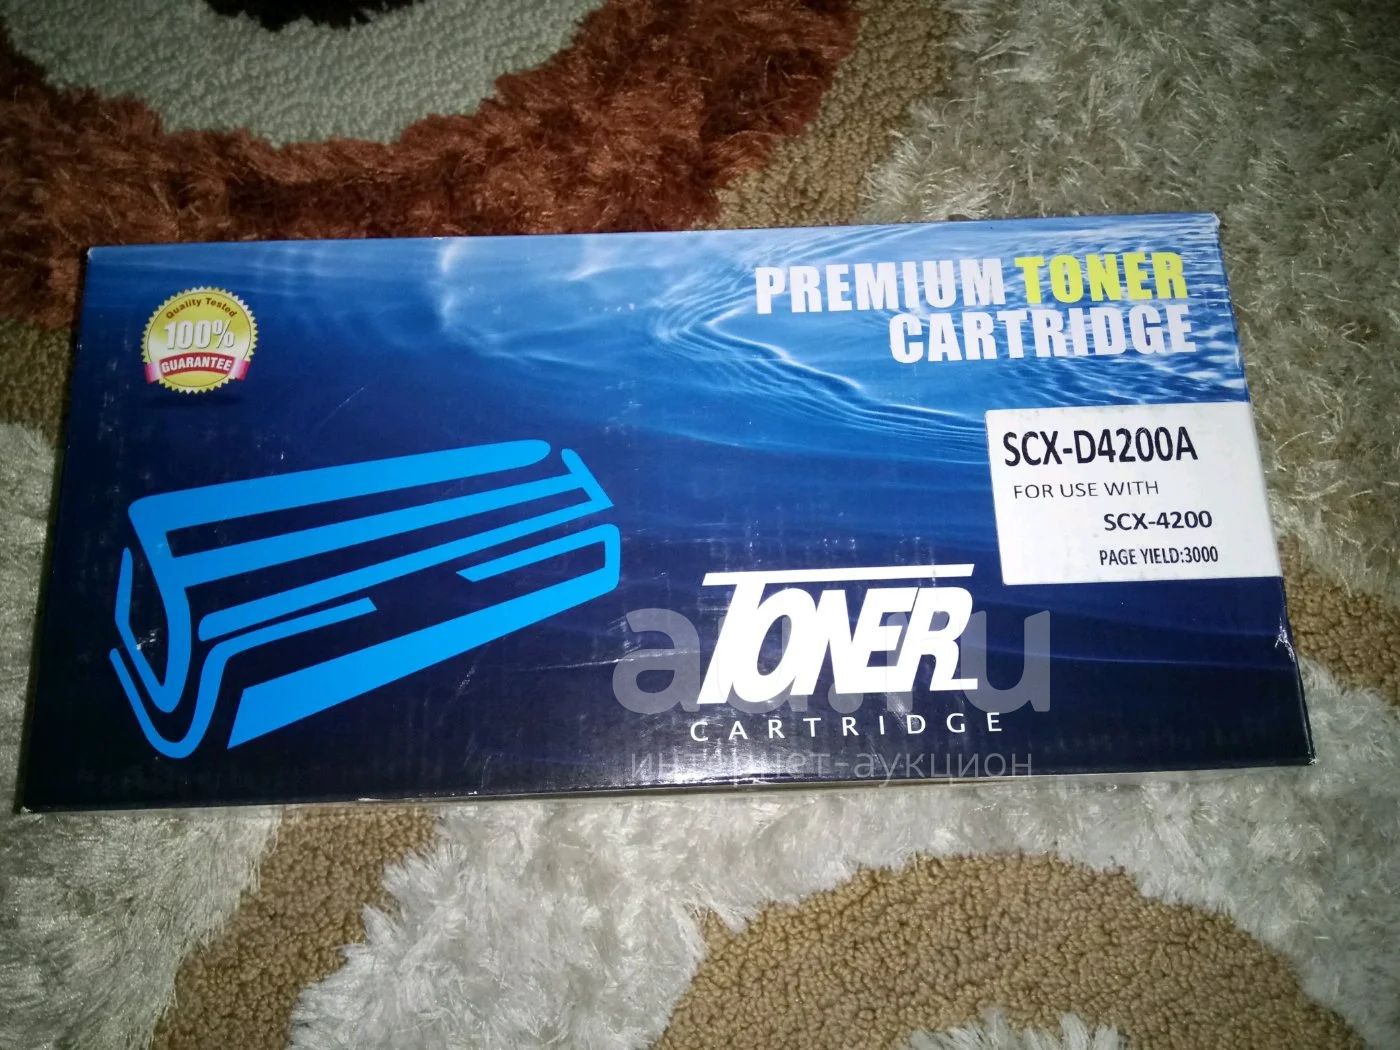 PREMIUM TONER
CARTRIDGE
Quality Tested
100%
GUARANTEE
SCX-D4200A
FOR USE WITH
SCX-4200
PAGE YIELD:3000
TONER
CARTRIDGE
au.ru
интернет-аукцион